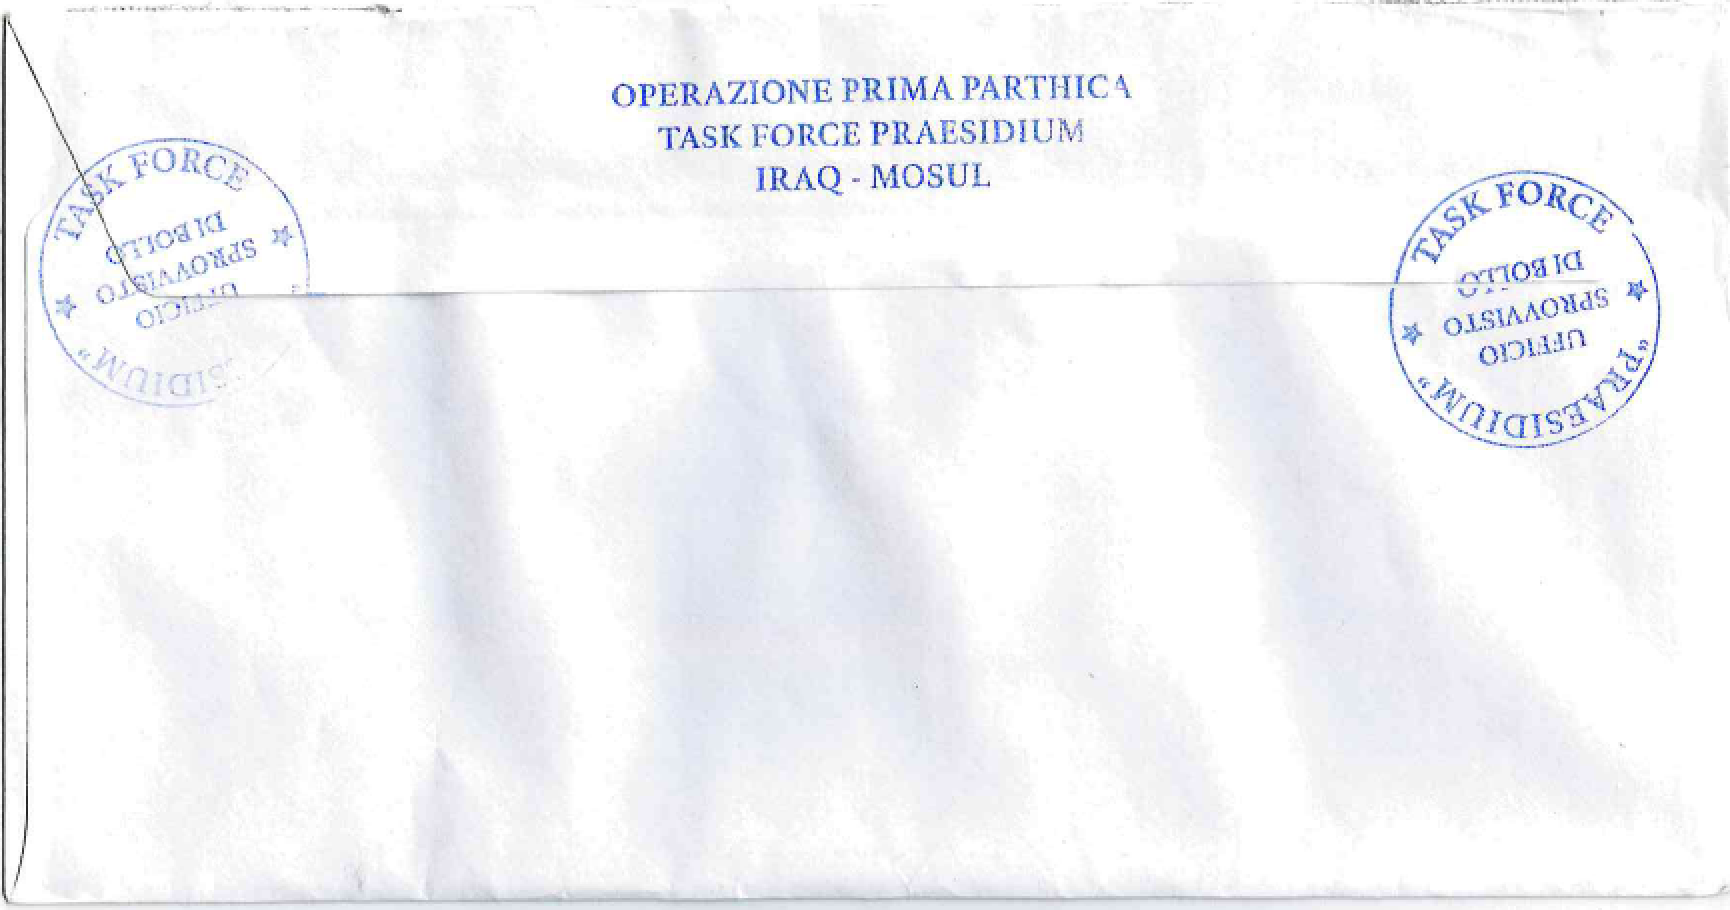 OPERAZIONE PRIMA PARTHICA
TASK FORCE PRAESIDIUM
IRAQ - MOSUL
TASK FORCE
UFFICIO
SPROVVISTO
DI BOLLO
TASK FORCE
"PRAESIDIUM"
UFFICIO
SPROVVISTO
DI BOLLO